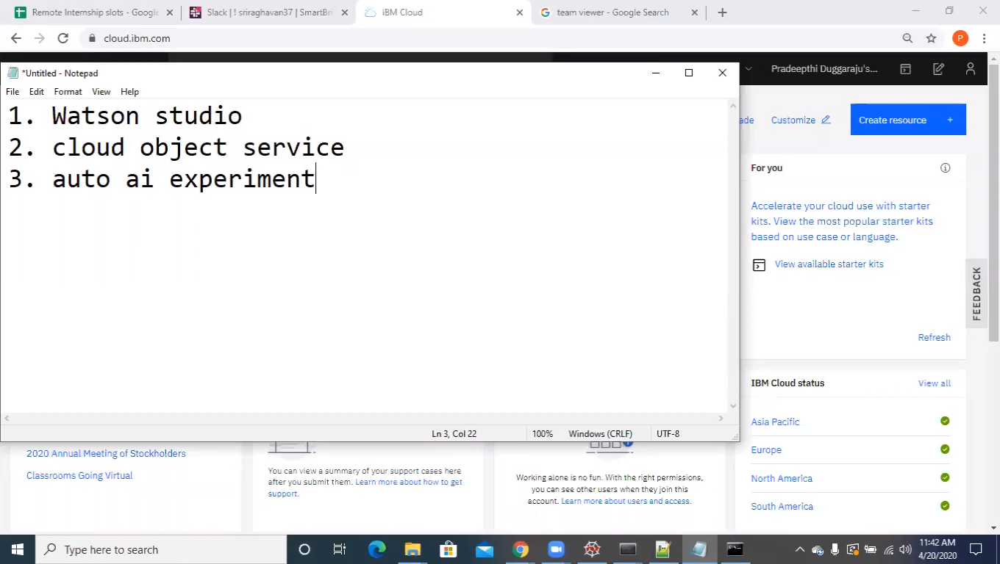 Remote Internship slots - Google
Slack | ! sriraghavan37 | SmartBri
IBM Cloud
team viewer - Google Search
cloud.ibm.com
P
*Untitled - Notepad
Pradeepthi Duggaraju's...
File Edit Format View Help
1. Watson studio
2. cloud object service
3. auto ai experiment
ade
Customize
Create resource +
For you
Accelerate your cloud use with starter
kits. View the most popular starter kits
based on use case or language.
View available starter kits
FEEDBACK
Refresh
IBM Cloud status
View all
Asia Pacific
Europe
North America
South America
Ln 3, Col 22
100%
Windows (CRLF)
UTF-8
2020 Annual Meeting of Stockholders
Classrooms Going Virtual
You can view a summary of your support cases here
after you submit them. Learn more about how to get
support.
Working alone is no fun. With the right permissions,
you can see other users when they join this
account. Learn more about users and access.
Type here to search
11:42 AM
4/20/2020